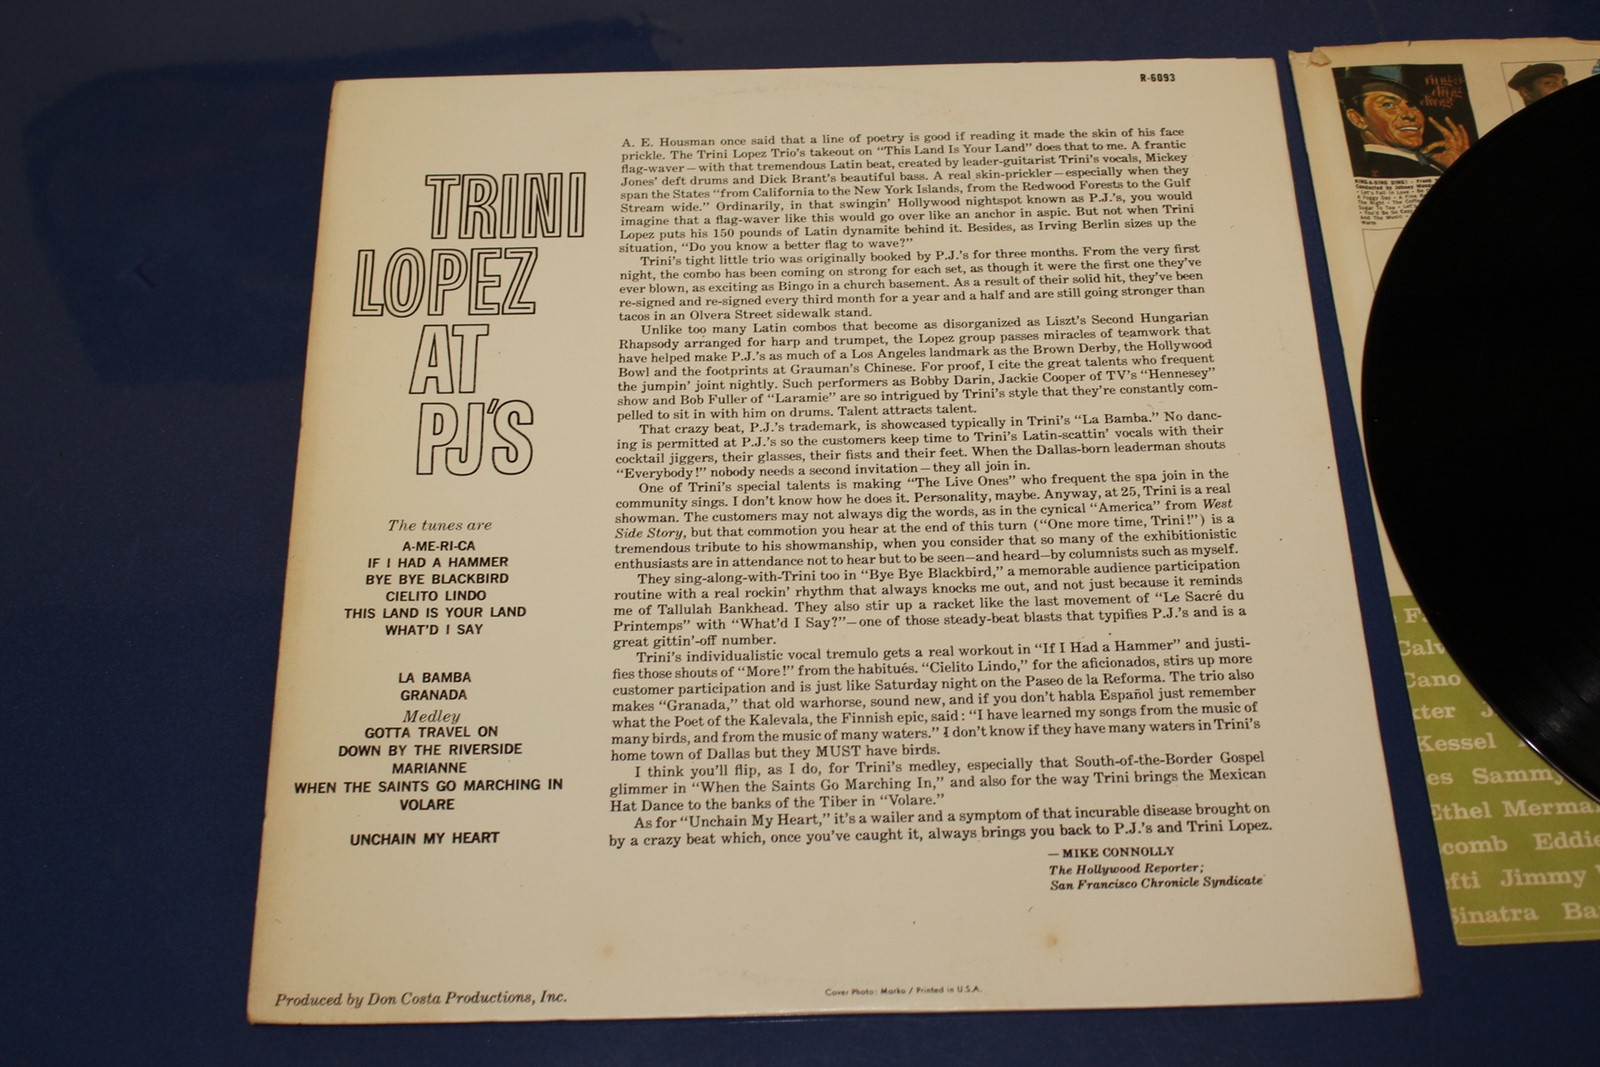 R-6093
TRINI
LOPEZ
AT
PJ'S
The tunes are
A-ME-RI-CA
IF I HAD A HAMMER
BYE BYE BLACKBIRD
CIELITO LINDO
THIS LAND IS YOUR LAND
WHAT'D I SAY
LA BAMBA
GRANADA
Medley
GOTTA TRAVEL ON
DOWN BY THE RIVERSIDE
MARIANNE
WHEN THE SAINTS GO MARCHING IN
VOLARE
UNCHAIN MY HEART
A. E. Housman once said that a line of poetry is good if reading it made the skin of his face
prickle. The Trini Lopez Trio's takeout on "This Land Is Your Land" does that to me. A frantic
flag-waver—with that tremendous Latin beat, created by leader-guitarist Trini's vocals, Mickey
Jones' deft drums and Dick Brant's beautiful bass. A real skin-prickler—especially when they
span the States "from California to the New York Islands, from the Redwood Forests to the Gulf
Stream wide." Ordinarily, in that swingin' Hollywood nightspot known as P.J.'s, you would
imagine that a flag-waver like this would go over like an anchor in aspic. But not when Trini
Lopez puts his 150 pounds of Latin dynamite behind it. Besides, as Irving Berlin sizes up the
situation, "Do you know a better flag to wave?"
Trini's tight little trio was originally booked by P.J.'s for three months. From the very first
night, the combo has been coming on strong for each set, as though it were the first one they've
ever blown, as exciting as Bingo in a church basement. As a result of their solid hit, they've been
re-signed and re-signed every third month for a year and a half and are still going stronger than
tacos in an Olvera Street sidewalk stand.
Unlike too many Latin combos that become as disorganized as Liszt's Second Hungarian
Rhapsody arranged for harp and trumpet, the Lopez group passes miracles of teamwork that
have helped make P.J.'s as much of a Los Angeles landmark as the Brown Derby, the Hollywood
Bowl and the footprints at Grauman's Chinese. For proof, I cite the great talents who frequent
the jumpin' joint nightly. Such performers as Bobby Darin, Jackie Cooper of TV's "Hennesey"
show and Bob Fuller of "Laramie" are so intrigued by Trini's style that they're constantly com-
pelled to sit in with him on drums. Talent attracts talent.
That crazy beat, P.J.'s trademark, is showcased typically in Trini's "La Bamba." No danc-
ing is permitted at P.J.'s so the customers keep time to Trini's Latin-scattin' vocals with their
cocktail jiggers, their glasses, their fists and their feet. When the Dallas-born leaderman shouts
"Everybody!" nobody needs a second invitation—they all join in.
One of Trini's special talents is making "The Live Ones" who frequent the spa join in the
community sings. I don't know how he does it. Personality, maybe. Anyway, at 25, Trini is a real
showman. The customers may not always dig the words, as in the cynical "America" from West
Side Story, but that commotion you hear at the end of this turn ("One more time, Trini!") is a
tremendous tribute to his showmanship, when you consider that so many of the exhibitionistic
enthusiasts are in attendance not to hear but to be seen—and heard—by columnists such as myself.
They sing-along-with-Trini too in "Bye Bye Blackbird," a memorable audience participation
routine with a real rockin' rhythm that always knocks me out, and not just because it reminds
me of Tallulah Bankhead. They also stir up a racket like the last movement of "Le Sacré du
Printemps" with "What'd I Say?"—one of those steady-beat blasts that typifies P.J.'s and is a
great gittin'-off number.
Trini's individualistic vocal tremulo gets a real workout in "If I Had a Hammer" and justi-
fies those shouts of "More!" from the habitués. "Cielito Lindo," for the aficionados, stirs up more
customer participation and is just like Saturday night on the Paseo de la Reforma. The trio also
makes "Granada," that old warhorse, sound new, and if you don't habla Español just remember
what the Poet of the Kalevala, the Finnish epic, said: "I have learned my songs from the music of
many birds, and from the music of many waters." I don't know if they have many waters in Trini's
home town of Dallas but they MUST have birds.
I think you'll flip, as I do, for Trini's medley, especially that South-of-the-Border Gospel
glimmer in "When the Saints Go Marching In," and also for the way Trini brings the Mexican
Hat Dance to the banks of the Tiber in "Volare."
As for "Unchain My Heart," it's a wailer and a symptom of that incurable disease brought on
by a crazy beat which, once you've caught it, always brings you back to P.J.'s and Trini Lopez.
— MIKE CONNOLLY
The Hollywood Reporter;
San Francisco Chronicle Syndicate
Produced by Don Costa Productions, Inc.
Cover Photo: Marko / Printed in U.S.A.
ring-a
ding
ding!
RING-A-DING DING!
Cano
Kessel
Sammy
Ethel Merma
comb Eddie
Jimmy
Sinatra Ba